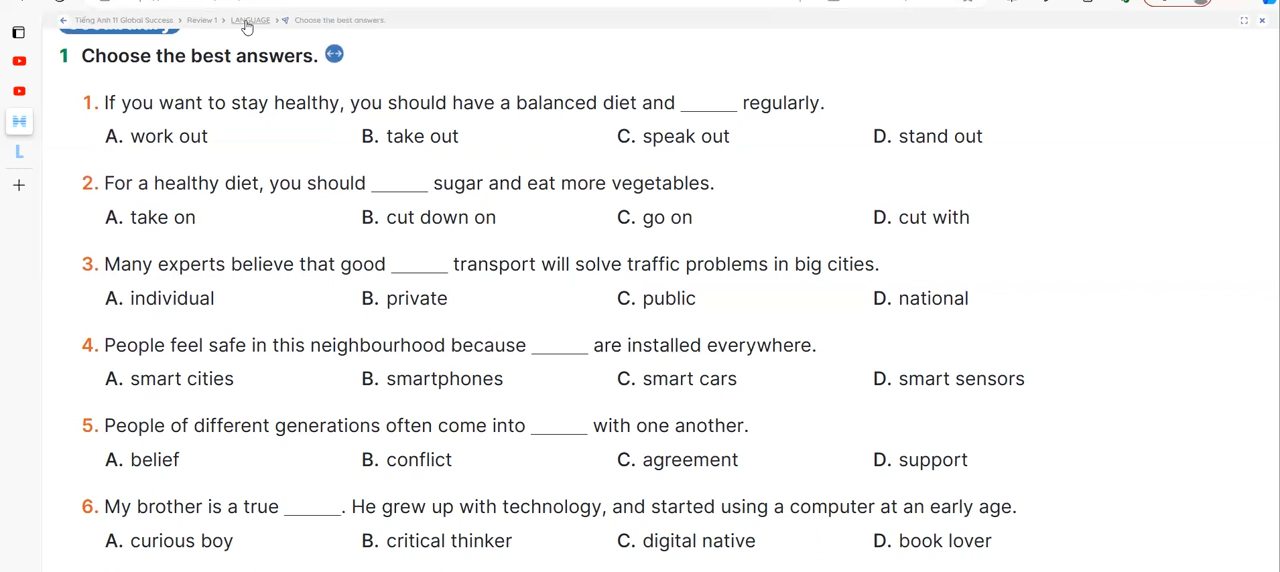 Tiếng Anh 11 Global Success > Review 1 > LANGUAGE > Choose the best answers.
1 Choose the best answers.
1. If you want to stay healthy, you should have a balanced diet and ______ regularly.
A. work out B. take out C. speak out D. stand out
2. For a healthy diet, you should ______ sugar and eat more vegetables.
A. take on B. cut down on C. go on D. cut with
3. Many experts believe that good ______ transport will solve traffic problems in big cities.
A. individual B. private C. public D. national
4. People feel safe in this neighbourhood because ______ are installed everywhere.
A. smart cities B. smartphones C. smart cars D. smart sensors
5. People of different generations often come into ______ with one another.
A. belief B. conflict C. agreement D. support
6. My brother is a true ______. He grew up with technology, and started using a computer at an early age.
A. curious boy B. critical thinker C. digital native D. book lover